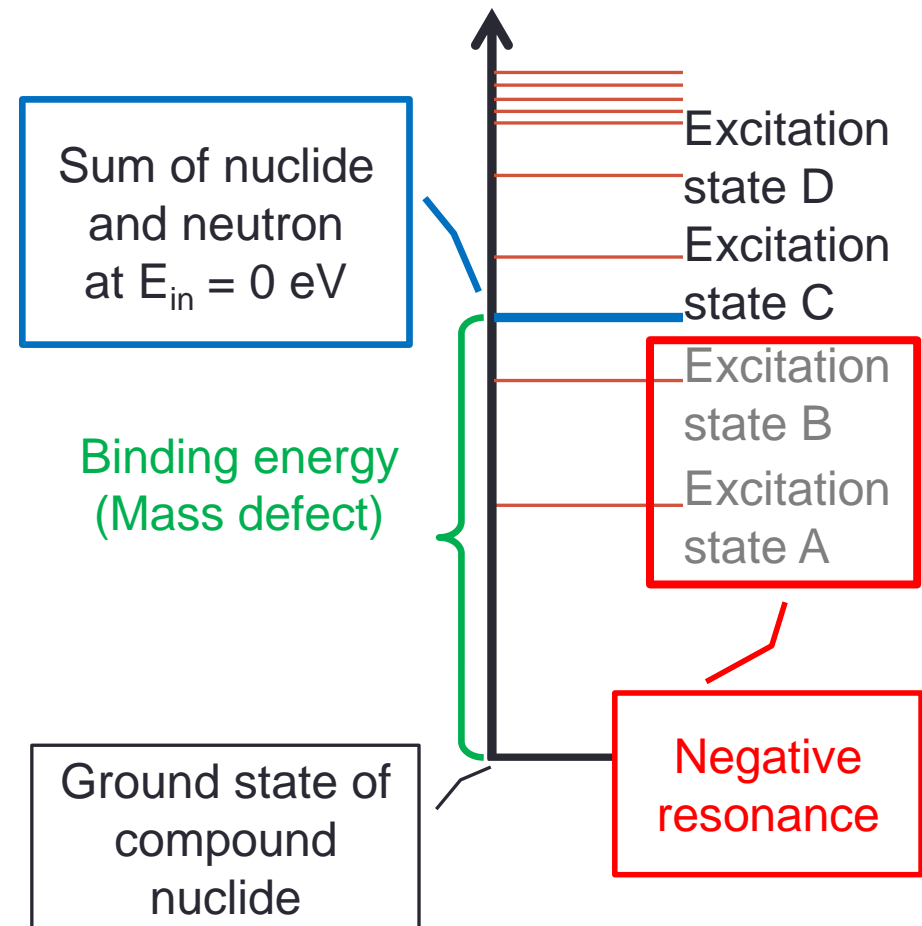 Sum of nuclide
and neutron
at E_in = 0 eV
Excitation
state D
Excitation
state C
Excitation
state B
Excitation
state A
Binding energy
(Mass defect)
Ground state of
compound
nuclide
Negative
resonance